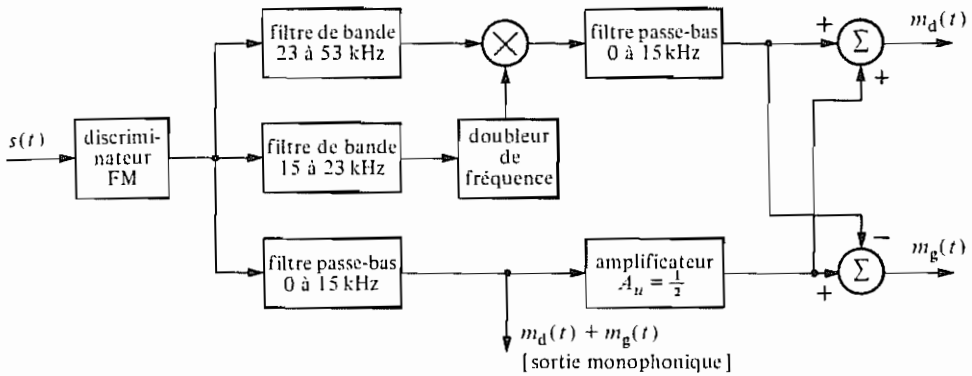 filtre de bande
23 à 53 kHz
×
filtre passe-bas
0 à 15 kHz
+
Σ
m_d(t)
+
s(t)
discrimi-
nateur
FM
filtre de bande
15 à 23 kHz
doubleur
de
fréquence
filtre passe-bas
0 à 15 kHz
amplificateur
A_u = 1/2
−
Σ
m_g(t)
+
m_d(t) + m_g(t)
[sortie monophonique]